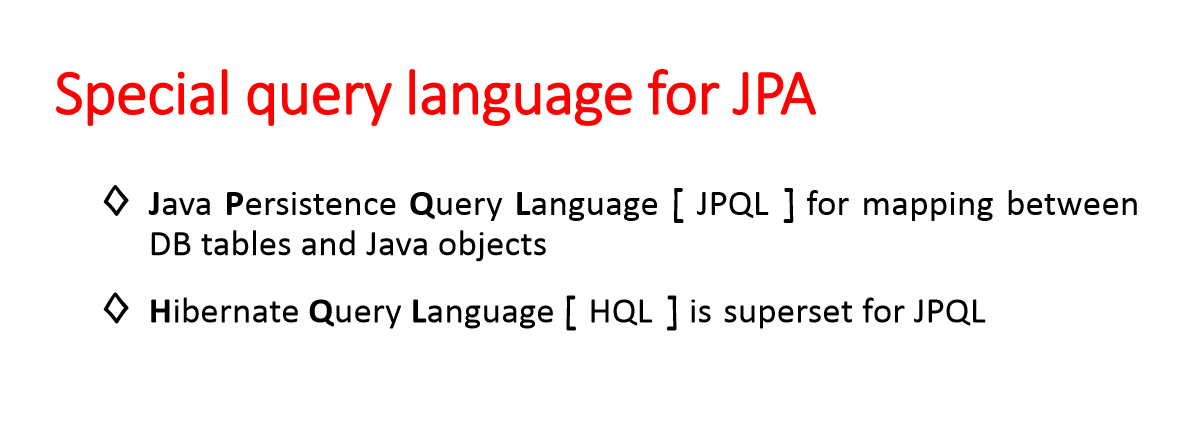 Special query language for JPA
◊ Java Persistence Query Language [ JPQL ] for mapping between
DB tables and Java objects
◊ Hibernate Query Language [ HQL ] is superset for JPQL